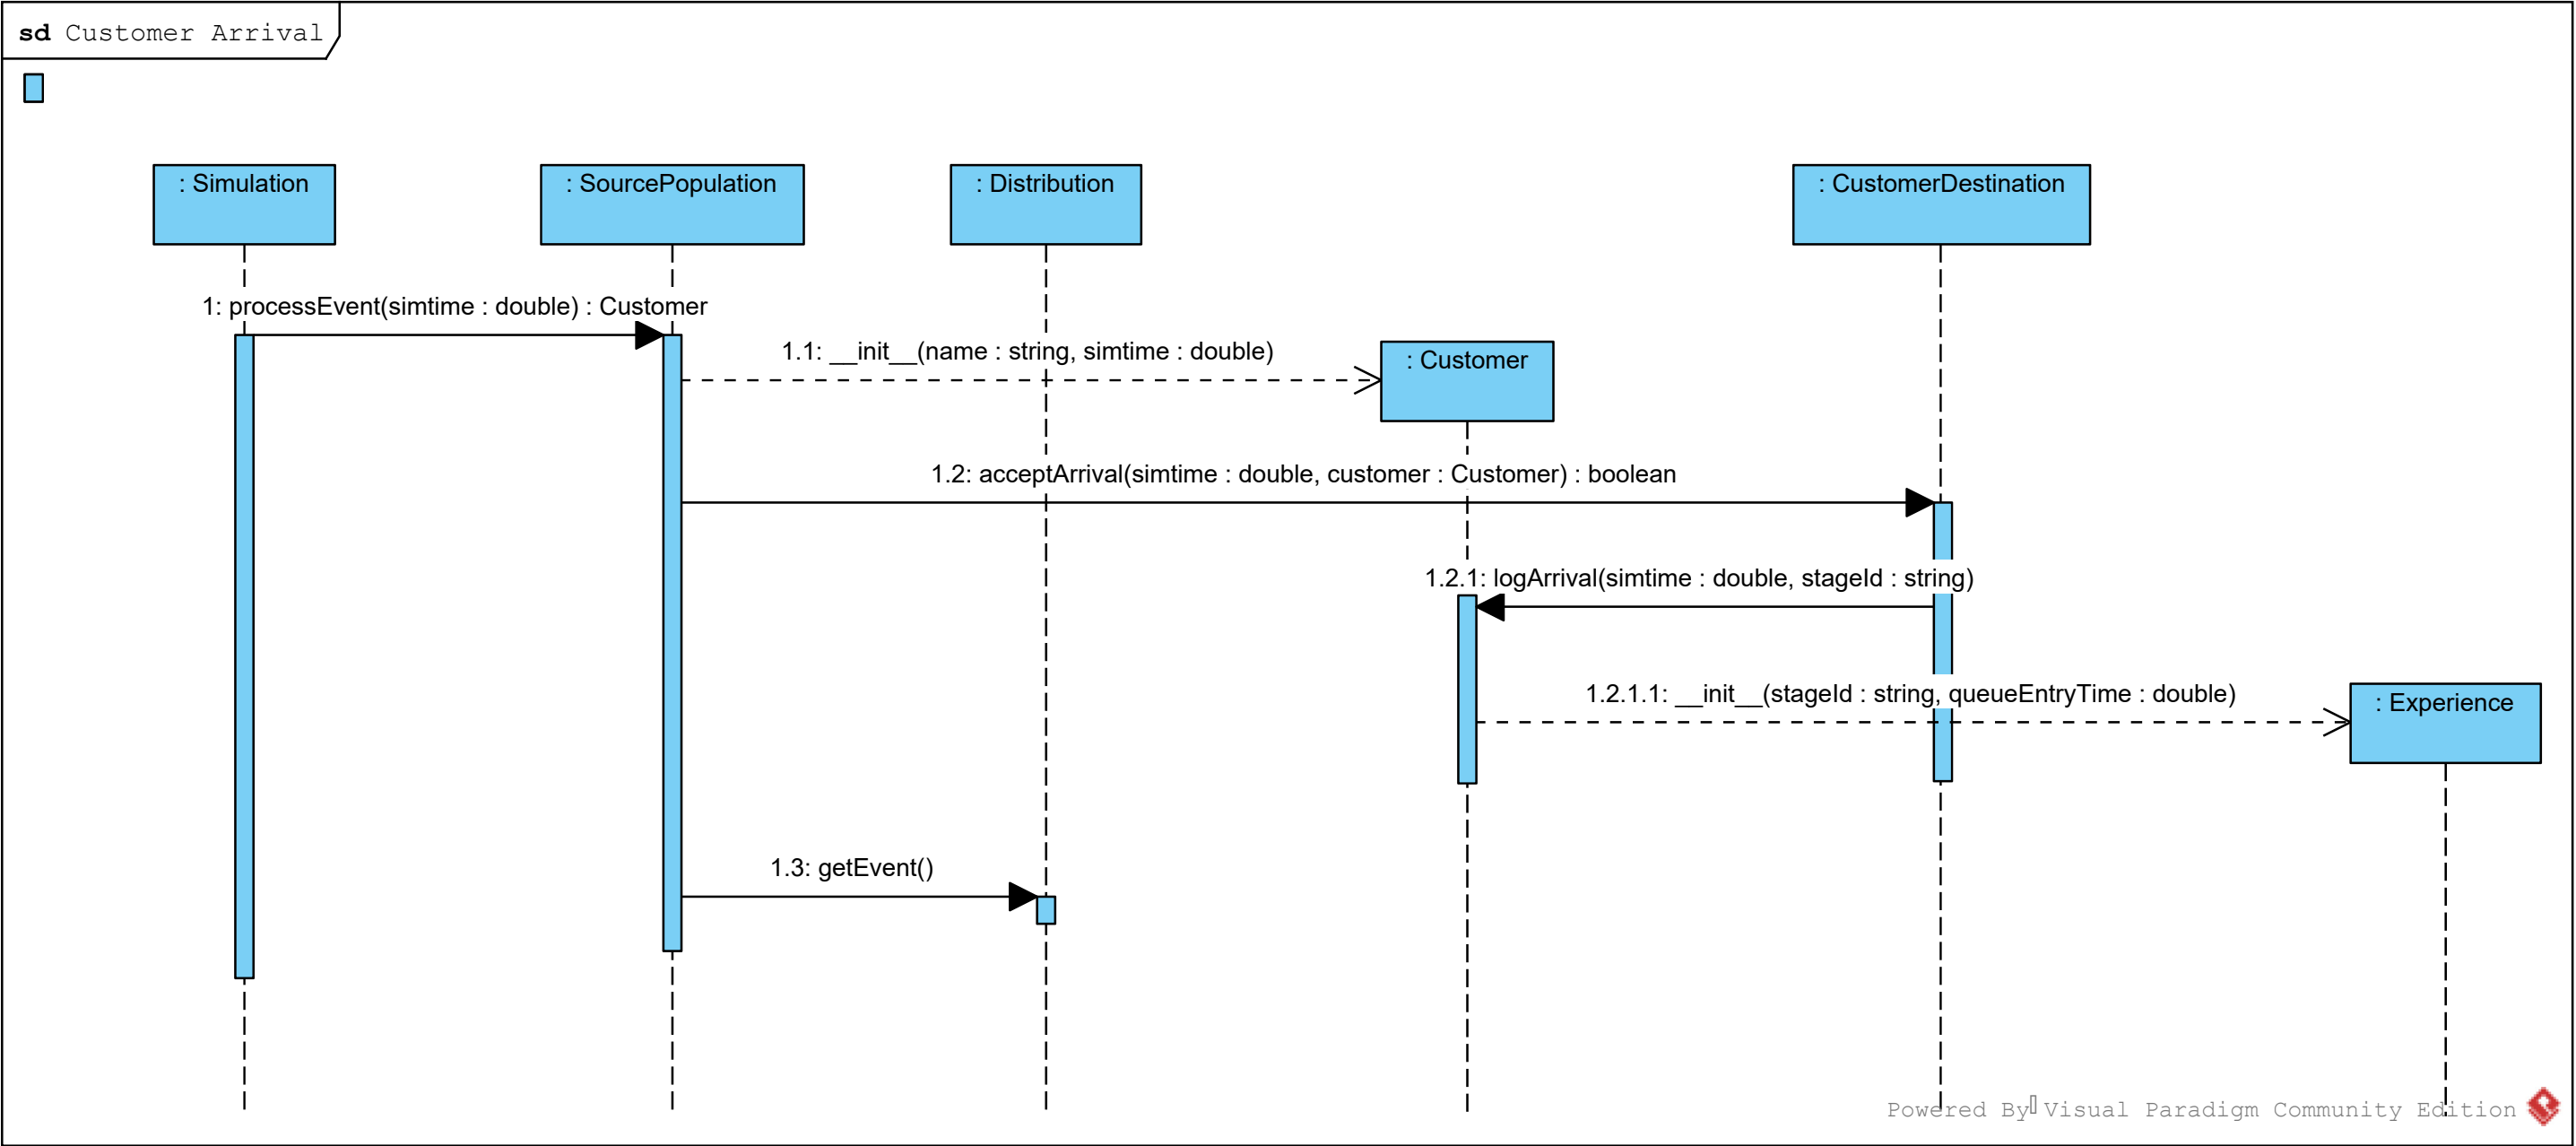 sd Customer Arrival
: Simulation
: SourcePopulation
: Distribution
: CustomerDestination
1: processEvent(simtime : double) : Customer
1.1: __init__(name : string, simtime : double)
: Customer
1.2: acceptArrival(simtime : double, customer : Customer) : boolean
1.2.1: logArrival(simtime : double, stageId : string)
1.2.1.1: __init__(stageId : string, queueEntryTime : double)
: Experience
1.3: getEvent()
Powered By Visual Paradigm Community Edition